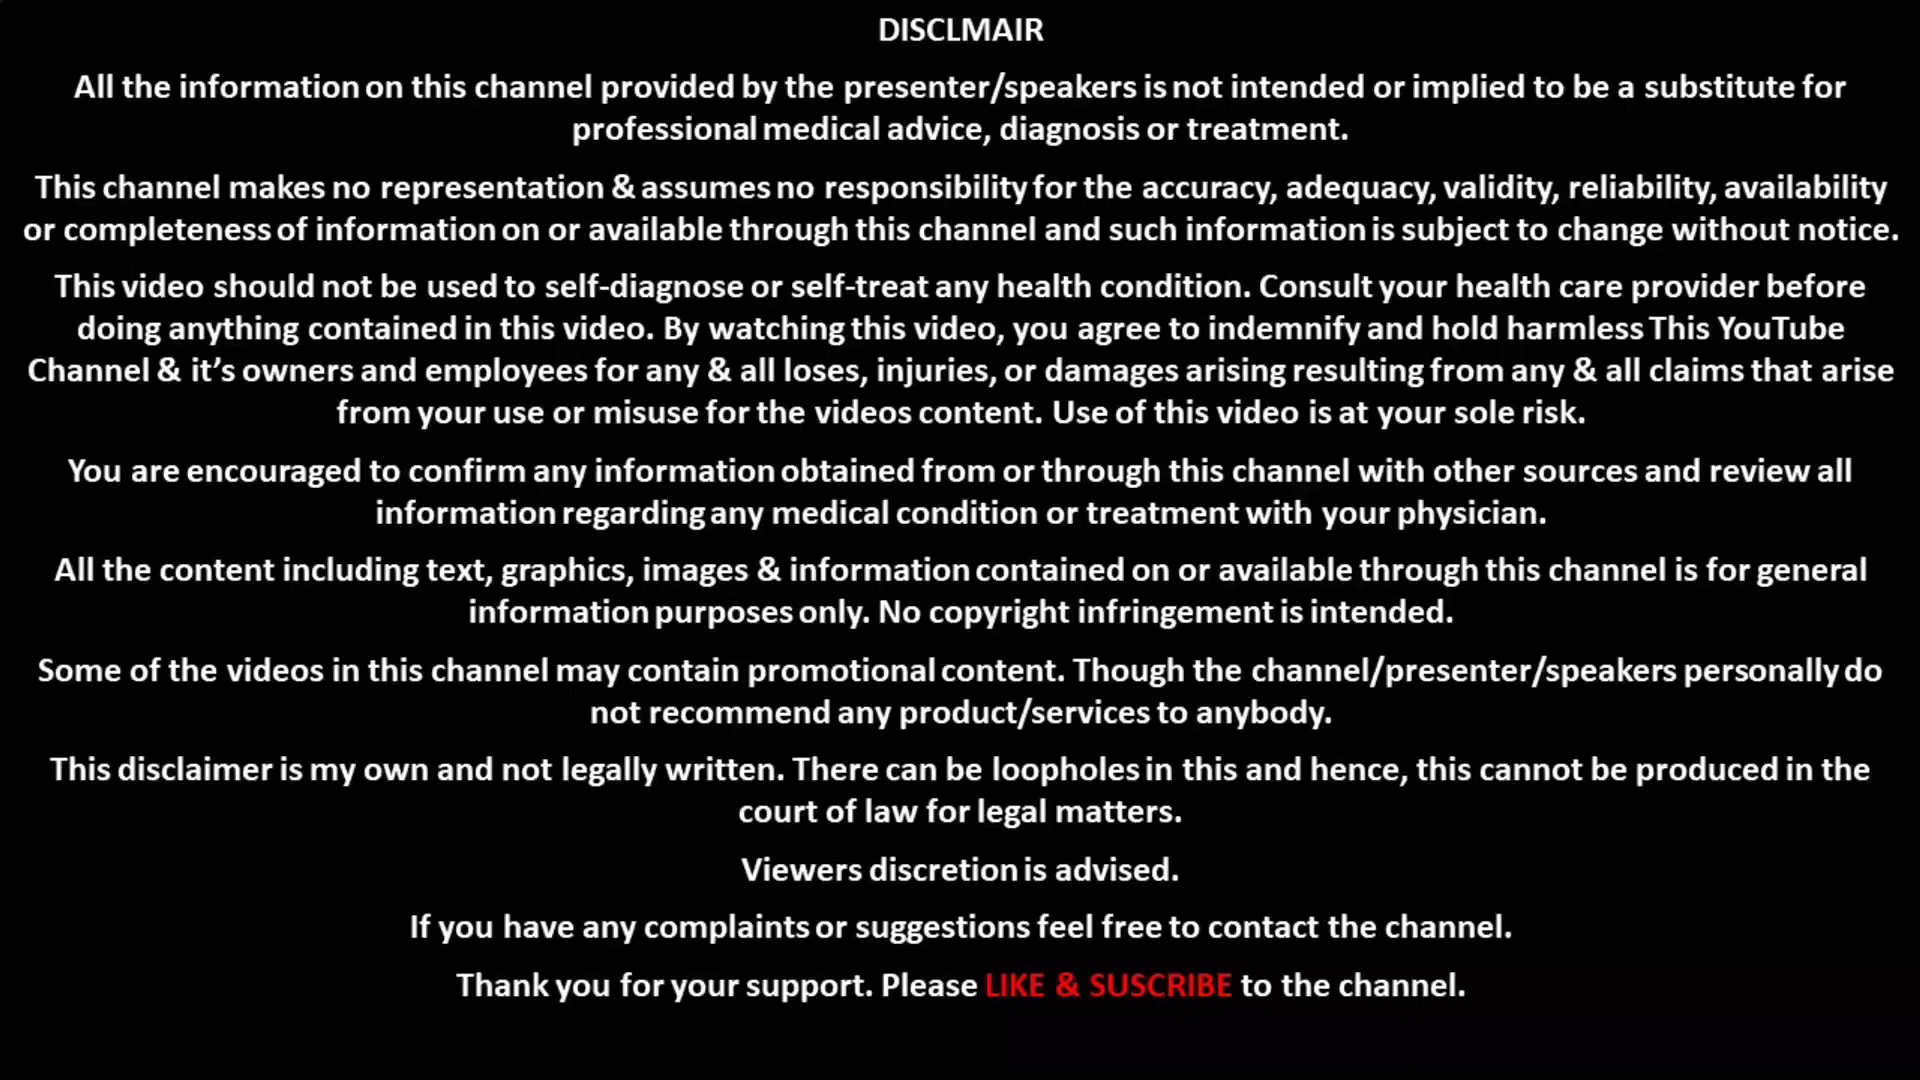 DISCLMAIR
All the information on this channel provided by the presenter/speakers is not intended or implied to be a substitute for
professional medical advice, diagnosis or treatment.
This channel makes no representation & assumes no responsibility for the accuracy, adequacy, validity, reliability, availability
or completeness of information on or available through this channel and such information is subject to change without notice.
This video should not be used to self-diagnose or self-treat any health condition. Consult your health care provider before
doing anything contained in this video. By watching this video, you agree to indemnify and hold harmless This YouTube
Channel & it’s owners and employees for any & all loses, injuries, or damages arising resulting from any & all claims that arise
from your use or misuse for the videos content. Use of this video is at your sole risk.
You are encouraged to confirm any information obtained from or through this channel with other sources and review all
information regarding any medical condition or treatment with your physician.
All the content including text, graphics, images & information contained on or available through this channel is for general
information purposes only. No copyright infringement is intended.
Some of the videos in this channel may contain promotional content. Though the channel/presenter/speakers personally do
not recommend any product/services to anybody.
This disclaimer is my own and not legally written. There can be loopholes in this and hence, this cannot be produced in the
court of law for legal matters.
Viewers discretion is advised.
If you have any complaints or suggestions feel free to contact the channel.
Thank you for your support. Please LIKE & SUSCRIBE to the channel.